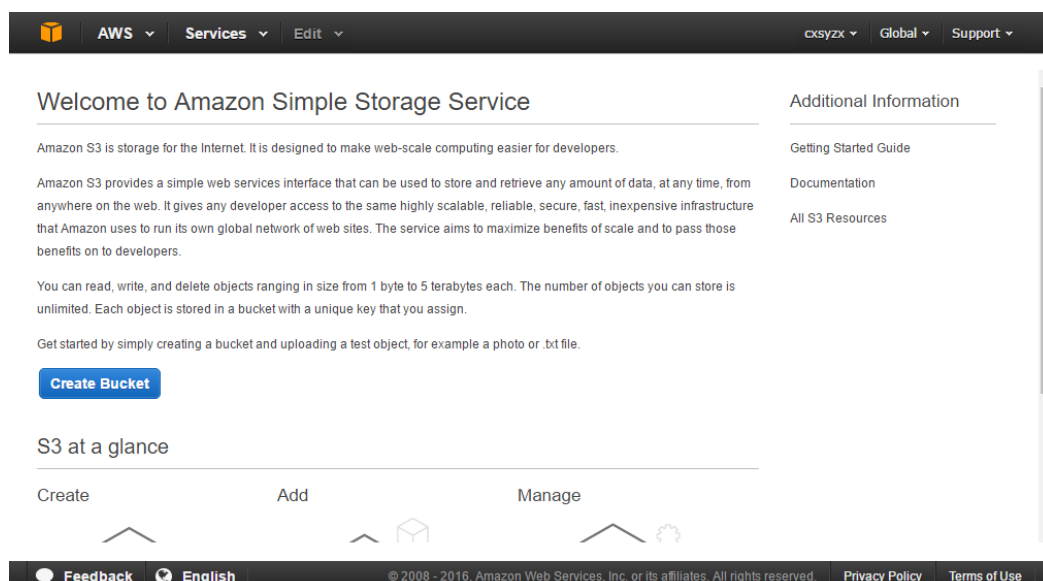 AWS Services Edit cxsyzx Global Support
Welcome to Amazon Simple Storage Service
Additional Information
Amazon S3 is storage for the Internet. It is designed to make web-scale computing easier for developers.
Getting Started Guide
Amazon S3 provides a simple web services interface that can be used to store and retrieve any amount of data, at any time, from
Documentation
anywhere on the web. It gives any developer access to the same highly scalable, reliable, secure, fast, inexpensive infrastructure
All S3 Resources
that Amazon uses to run its own global network of web sites. The service aims to maximize benefits of scale and to pass those
benefits on to developers.
You can read, write, and delete objects ranging in size from 1 byte to 5 terabytes each. The number of objects you can store is
unlimited. Each object is stored in a bucket with a unique key that you assign.
Get started by simply creating a bucket and uploading a test object, for example a photo or .txt file.
Create Bucket
S3 at a glance
Create Add Manage
Feedback English © 2008 - 2016, Amazon Web Services, Inc. or its affiliates. All rights reserved. Privacy Policy Terms of Use